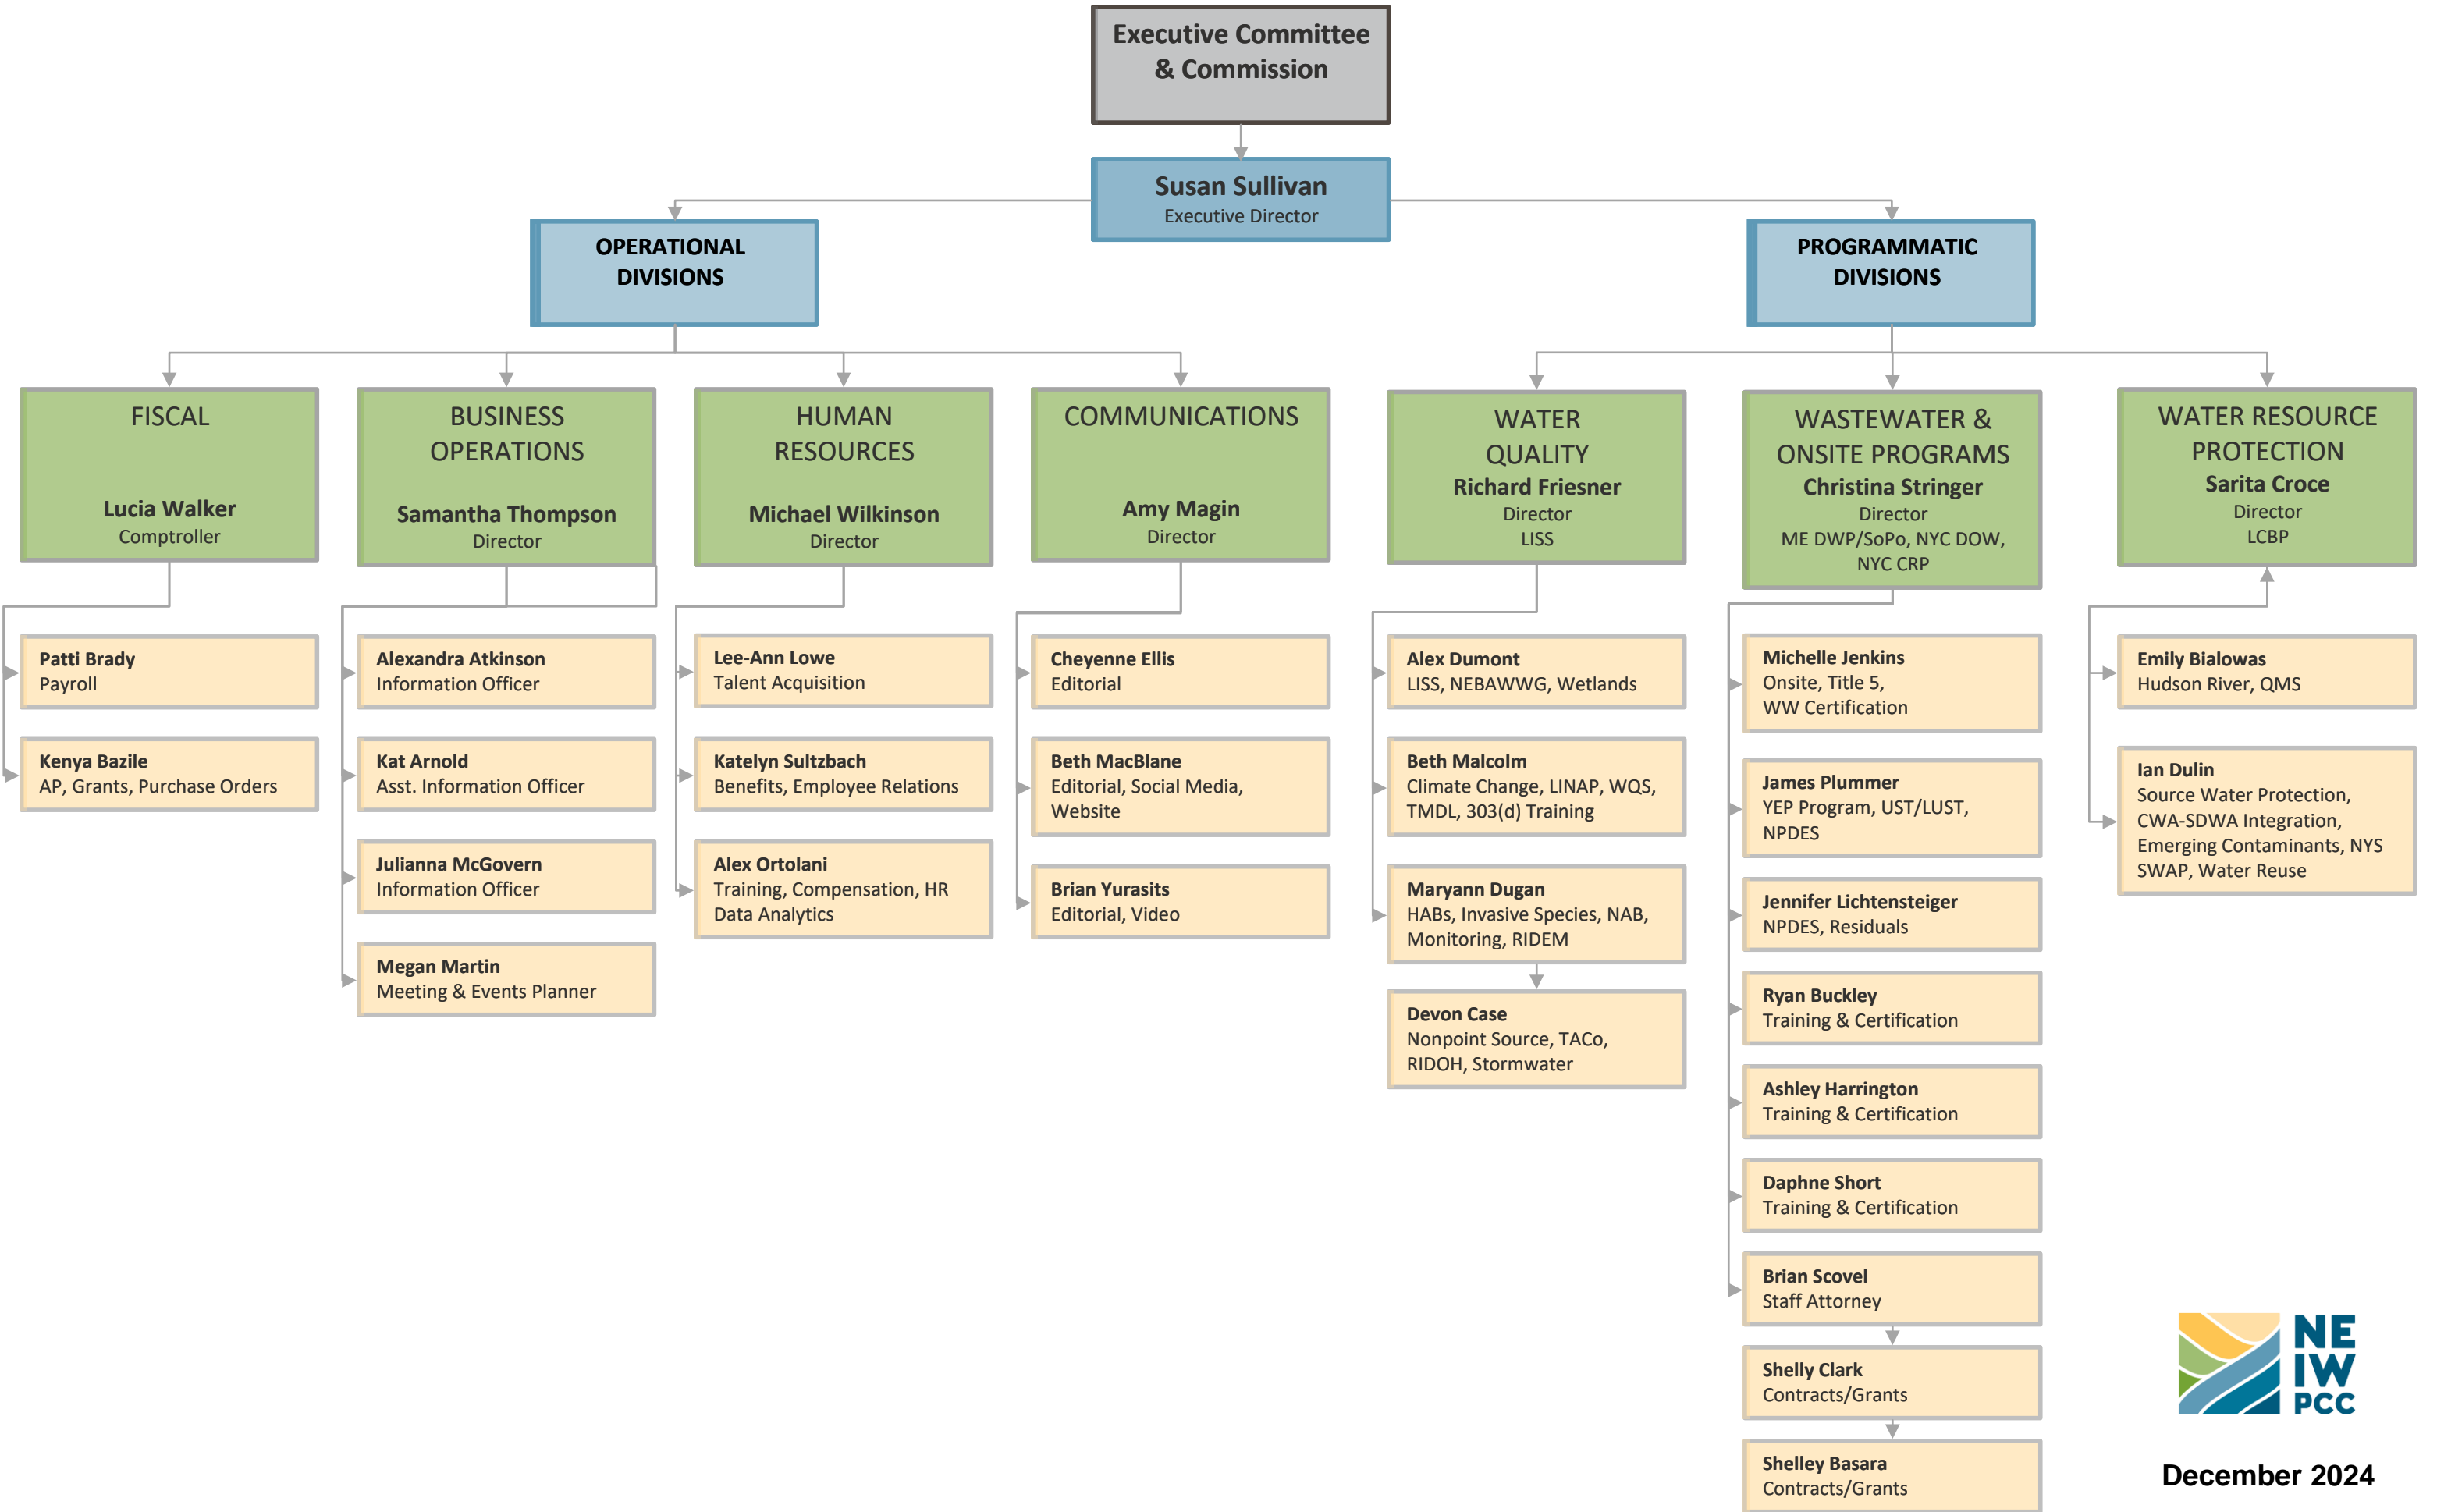 Executive Committee
& Commission
Susan Sullivan
Executive Director
OPERATIONAL
DIVISIONS
PROGRAMMATIC
DIVISIONS
FISCAL
Lucia Walker
Comptroller
BUSINESS
OPERATIONS
Samantha Thompson
Director
HUMAN
RESOURCES
Michael Wilkinson
Director
COMMUNICATIONS
Amy Magin
Director
WATER
QUALITY
Richard Friesner
Director
LISS
WASTEWATER &
ONSITE PROGRAMS
Christina Stringer
Director
ME DWP/SoPo, NYC DOW,
NYC CRP
WATER RESOURCE
PROTECTION
Sarita Croce
Director
LCBP
Patti Brady
Payroll
Kenya Bazile
AP, Grants, Purchase Orders
Alexandra Atkinson
Information Officer
Kat Arnold
Asst. Information Officer
Julianna McGovern
Information Officer
Megan Martin
Meeting & Events Planner
Lee-Ann Lowe
Talent Acquisition
Katelyn Sultzbach
Benefits, Employee Relations
Alex Ortolani
Training, Compensation, HR
Data Analytics
Cheyenne Ellis
Editorial
Beth MacBlane
Editorial, Social Media,
Website
Brian Yurasits
Editorial, Video
Alex Dumont
LISS, NEBAWWG, Wetlands
Beth Malcolm
Climate Change, LINAP, WQS,
TMDL, 303(d) Training
Maryann Dugan
HABs, Invasive Species, NAB,
Monitoring, RIDEM
Devon Case
Nonpoint Source, TACo,
RIDOH, Stormwater
Michelle Jenkins
Onsite, Title 5,
WW Certification
James Plummer
YEP Program, UST/LUST,
NPDES
Jennifer Lichtensteiger
NPDES, Residuals
Ryan Buckley
Training & Certification
Ashley Harrington
Training & Certification
Daphne Short
Training & Certification
Brian Scovel
Staff Attorney
Shelly Clark
Contracts/Grants
Shelley Basara
Contracts/Grants
Emily Bialowas
Hudson River, QMS
Ian Dulin
Source Water Protection,
CWA-SDWA Integration,
Emerging Contaminants, NYS
SWAP, Water Reuse
NE
IW
PCC
December 2024